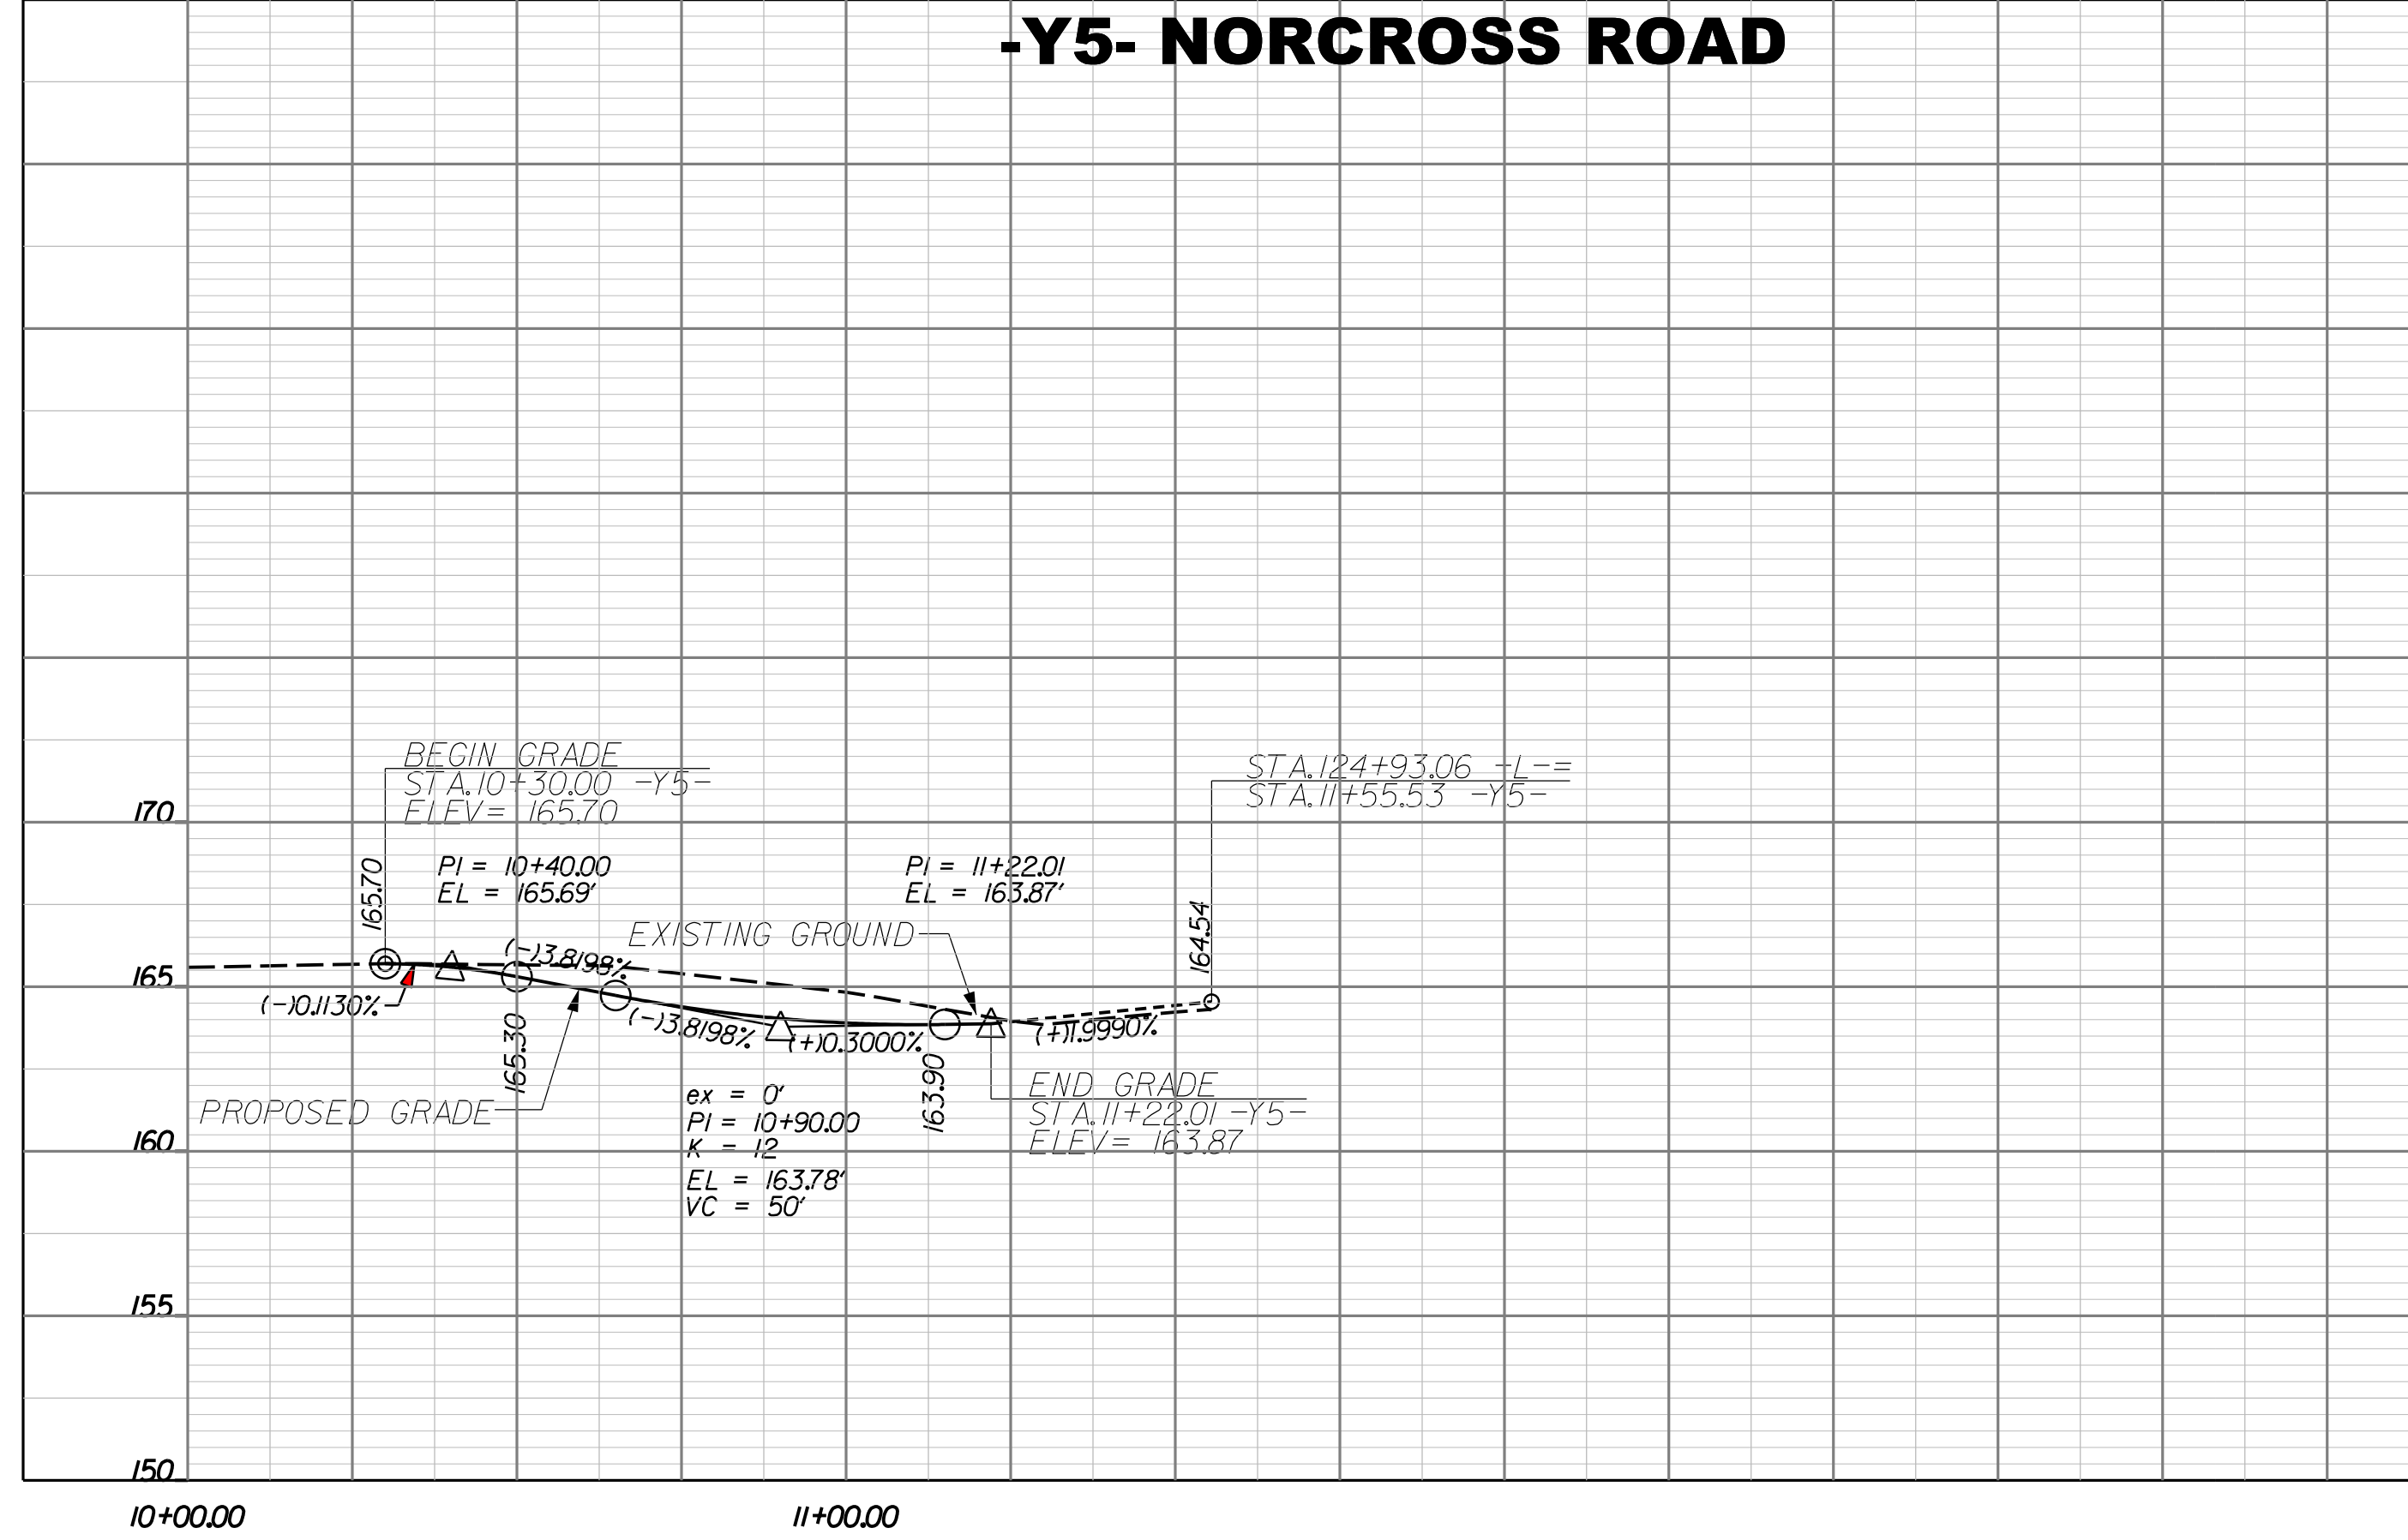 -Y5- NORCROSS ROAD
BEGIN GRADE
STA.10+30.00 -Y5-
ELEV= 165.70
STA.124+93.06 -L-=
STA.11+55.53 -Y5-
170
165.70
PI = 10+40.00
EL = 165.69'
PI = 11+22.01
EL = 163.87'
164.54
EXISTING GROUND
(-)3.8198%
165
(-)0.1130%
(-)3.8198%
(+)0.3000%
(+)1.9990%
165.30
163.90
PROPOSED GRADE
ex = 0'
PI = 10+90.00
K = 12
EL = 163.78'
VC = 50'
END GRADE
STA.11+22.01 -Y5-
ELEV= 163.87
160
155
150
10+00.00
11+00.00